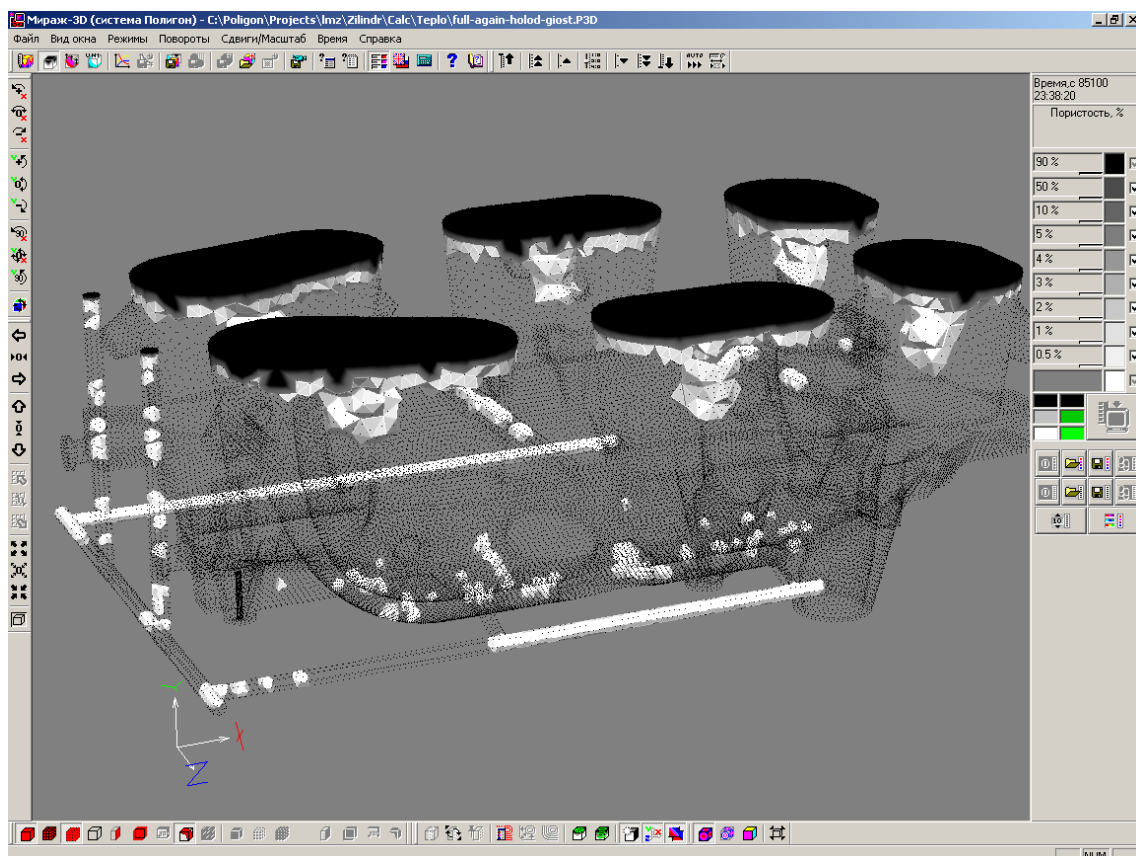 Мираж-3D (система Полигон) - C:\Poligon\Projects\lmz\Zilindr\Calc\Teplo\full-again-holod-giost.P3D
Файл Вид окна Режимы Повороты Сдвиги/Масштаб Время Справка
AUTO
Время,с 85100
23:38:20
Пористость, %
90 %
50 %
10 %
5 %
4 %
3 %
2 %
1 %
0.5 %
10
Y
X
Z
NUM